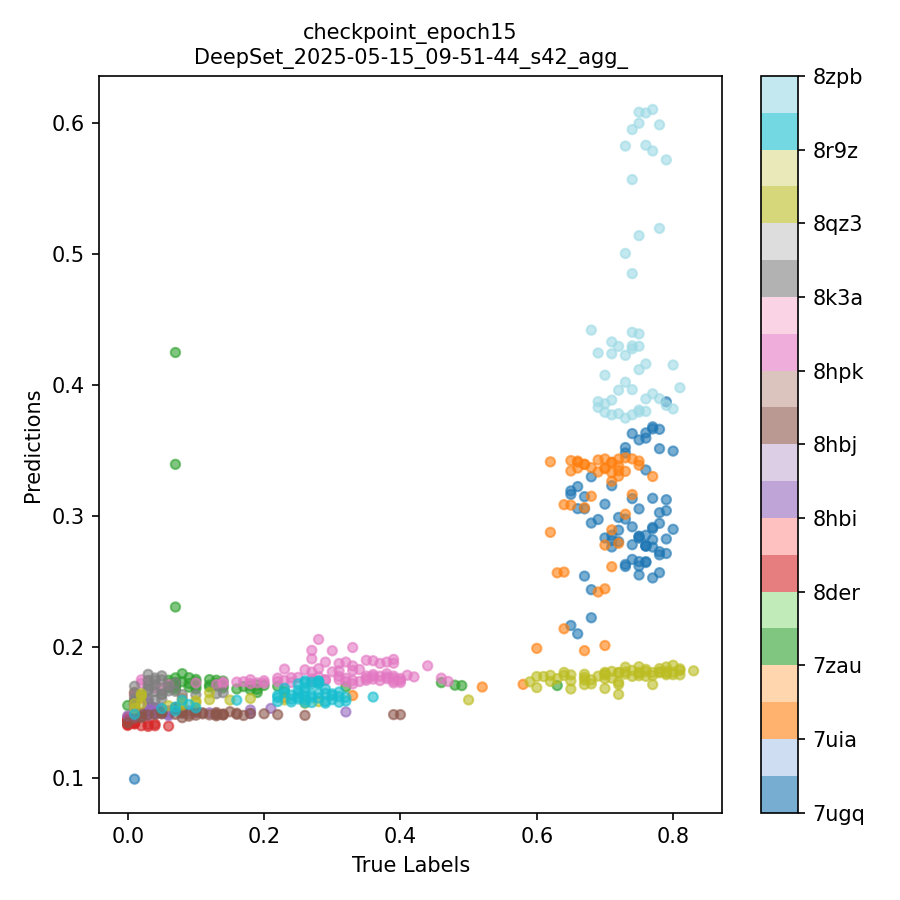 checkpoint_epoch15
DeepSet_2025-05-15_09-51-44_s42_agg_
Predictions
0.6
0.5
0.4
0.3
0.2
0.1
0.0
0.2
0.4
0.6
0.8
True Labels
8zpb
8r9z
8qz3
8k3a
8hpk
8hbj
8hbi
8der
7zau
7uia
7ugq